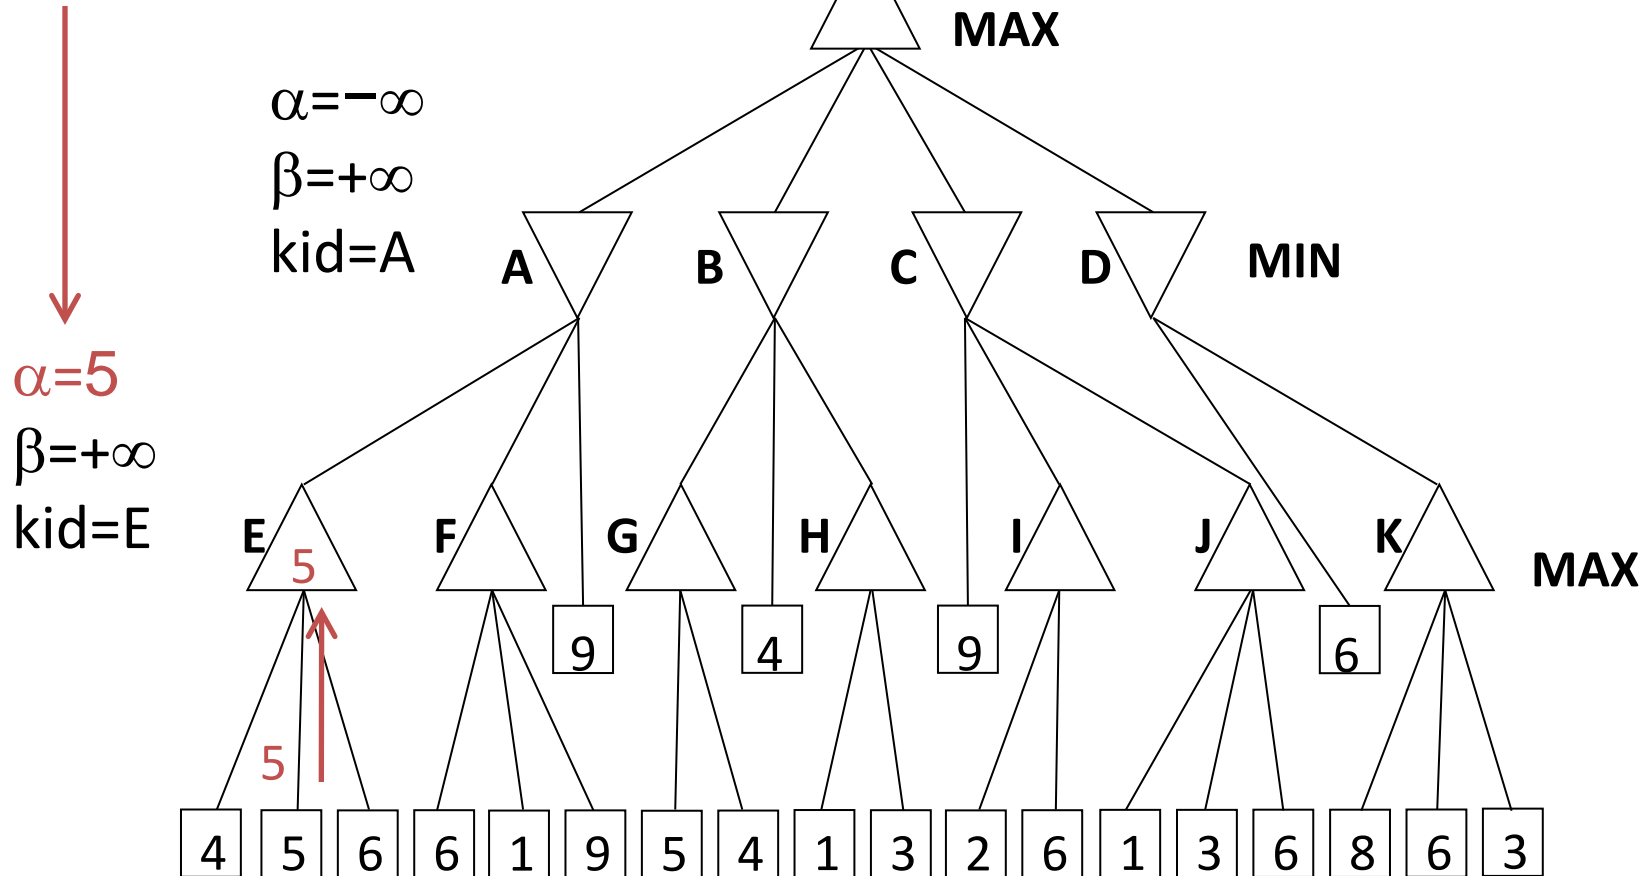 MAX
α=−∞
β=+∞
kid=A
A B C D MIN
α=5
β=+∞
kid=E
E F G H I J K
5
MAX
9 4 9 6
5
4 5 6 6 1 9 5 4 1 3 2 6 1 3 6 8 6 3